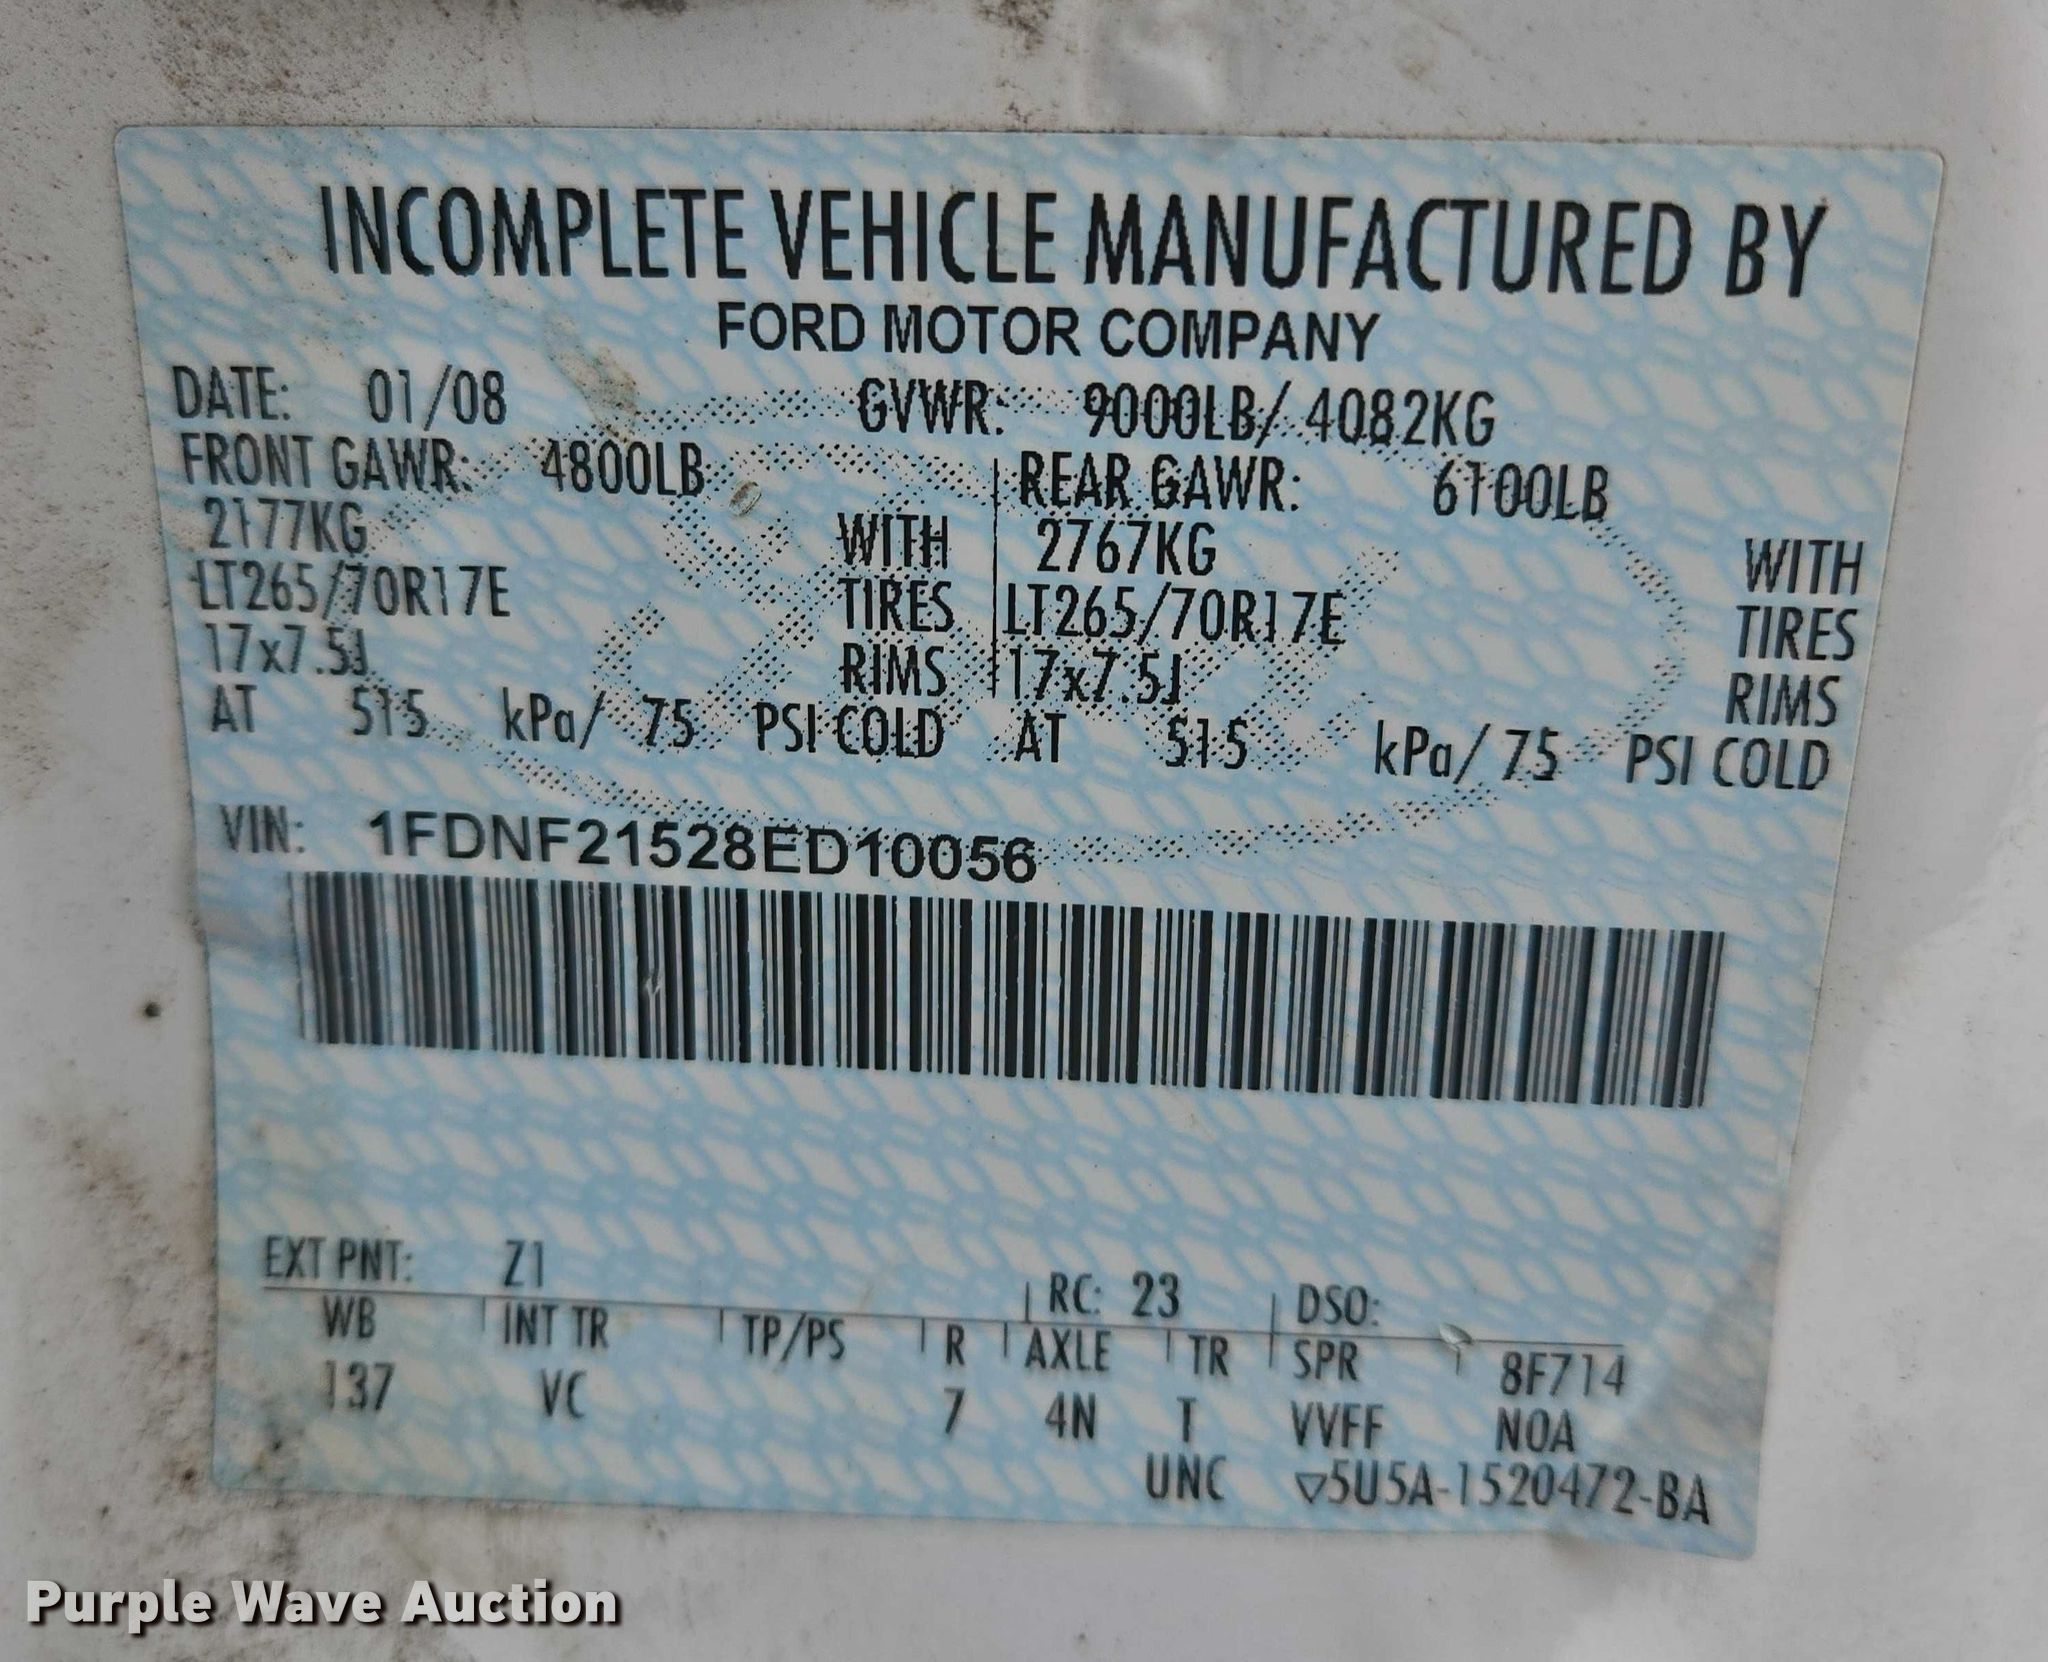 INCOMPLETE VEHICLE MANUFACTURED BY
FORD MOTOR COMPANY
DATE: 01/08 GVWR: 9000LB/ 4082KG
FRONT GAWR: 4800LB REAR GAWR: 6100LB
2177KG WITH 2767KG WITH
LT265/70R17E TIRES LT265/70R17E TIRES
17x7.5J RIMS 17x7.5J RIMS
AT 515 kPa/ 75 PSI COLD AT 515 kPa/ 75 PSI COLD
VIN: 1FDNF21528ED10056
EXT PNT: Z1 RC: 23 DSO:
WB INT TR TP/PS R AXLE TR SPR 8F714
137 VC 7 4N T VVFF NOA
UNC ▽5U5A-1520472-BA
Purple Wave Auction